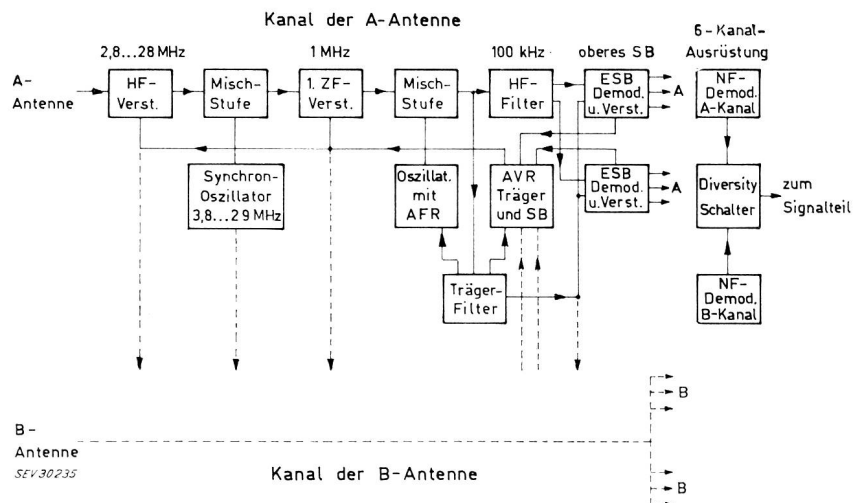 Kanal der A-Antenne
6-Kanal-
Ausrüstung
2,8...28 MHz
1 MHz
100 kHz
oberes SB
A-
Antenne
HF-
Verst.
Misch-
Stufe
1. ZF-
Verst.
Misch-
Stufe
HF-
Filter
ESB
Demod.
u. Verst.
A
NF-
Demod.
A-Kanal
Synchron-
Oszillator
3,8...29 MHz
Oszillat.
mit
AFR
AVR
Träger
und SB
ESB
Demod.
u. Verst.
A
Diversity
Schalter
zum
Signalteil
Träger-
Filter
NF-
Demod.
B-Kanal
B
B-
Antenne
SEV30235
Kanal der B-Antenne
B